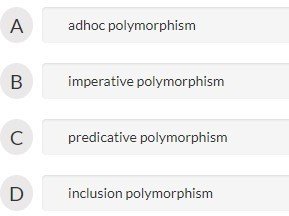 A adhoc polymorphism
B imperative polymorphism
C predicative polymorphism
D inclusion polymorphism